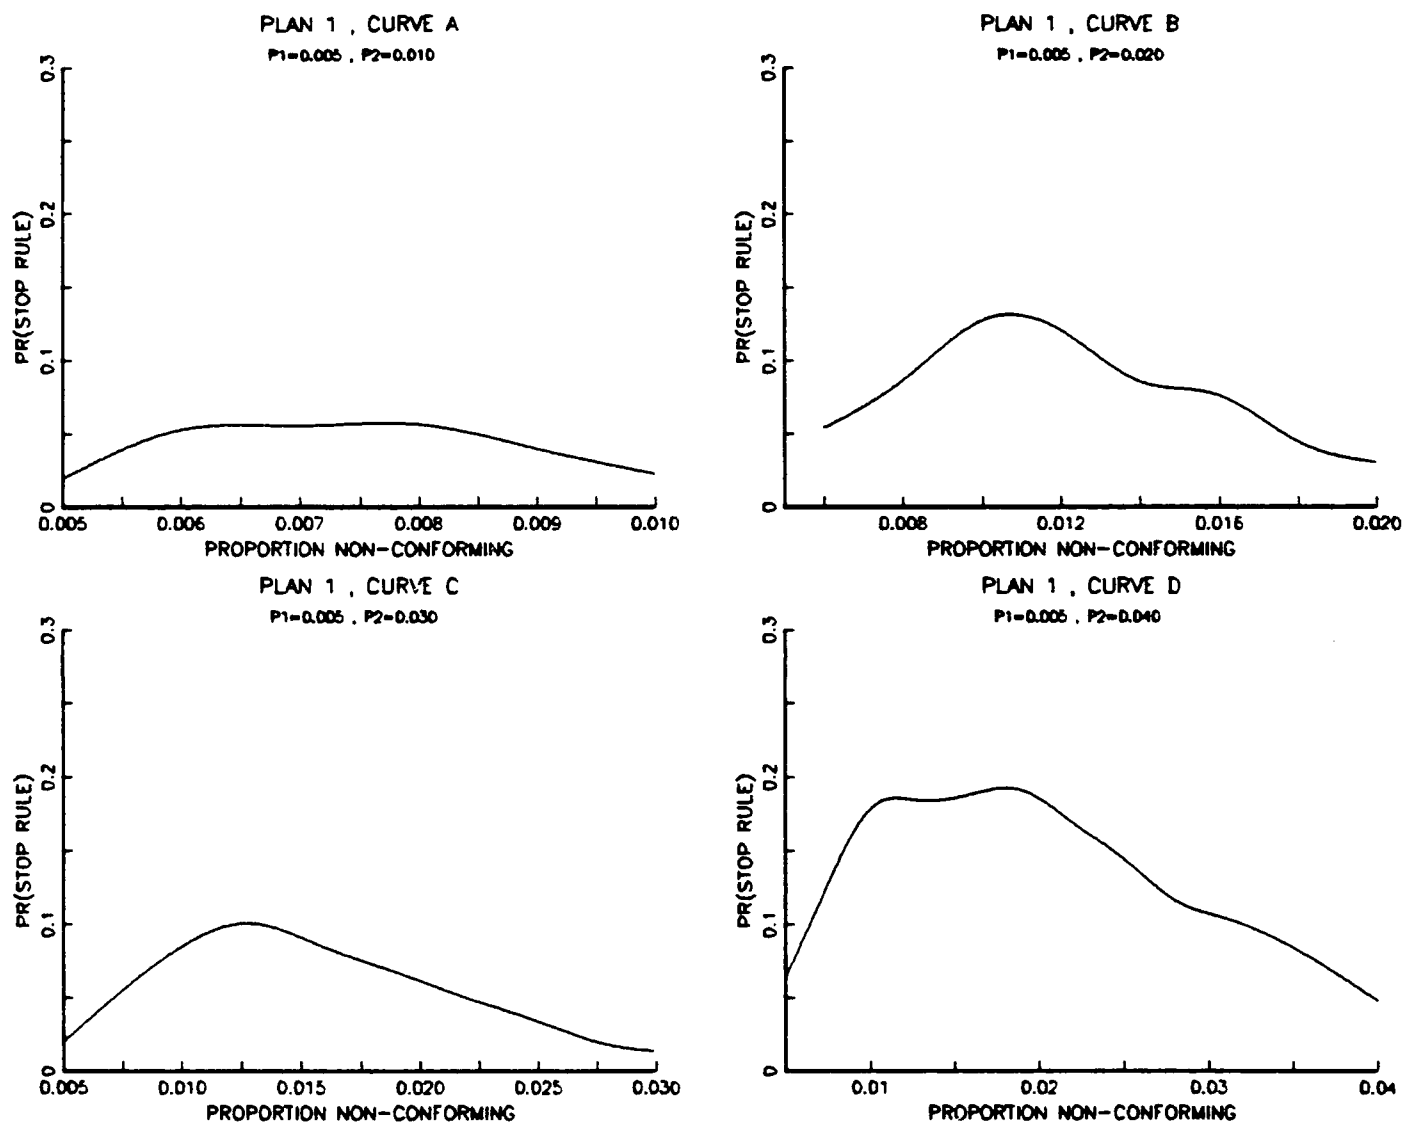 PLAN 1 , CURVE A
P1=0.005 , P2=0.010
0.3
0.2
0.1
0
PR(STOP RULE)
0.005 0.006 0.007 0.008 0.009 0.010
PROPORTION NON-CONFORMING
PLAN 1 , CURVE B
P1=0.005 , P2=0.020
0.3
0.2
0.1
0
PR(STOP RULE)
0.008 0.012 0.016 0.020
PROPORTION NON-CONFORMING
PLAN 1 , CURVE C
P1=0.005 , P2=0.030
0.3
0.2
0.1
0
PR(STOP RULE)
0.005 0.010 0.015 0.020 0.025 0.030
PROPORTION NON-CONFORMING
PLAN 1 , CURVE D
P1=0.005 , P2=0.040
0.3
0.2
0.1
0
PR(STOP RULE)
0.01 0.02 0.03 0.04
PROPORTION NON-CONFORMING